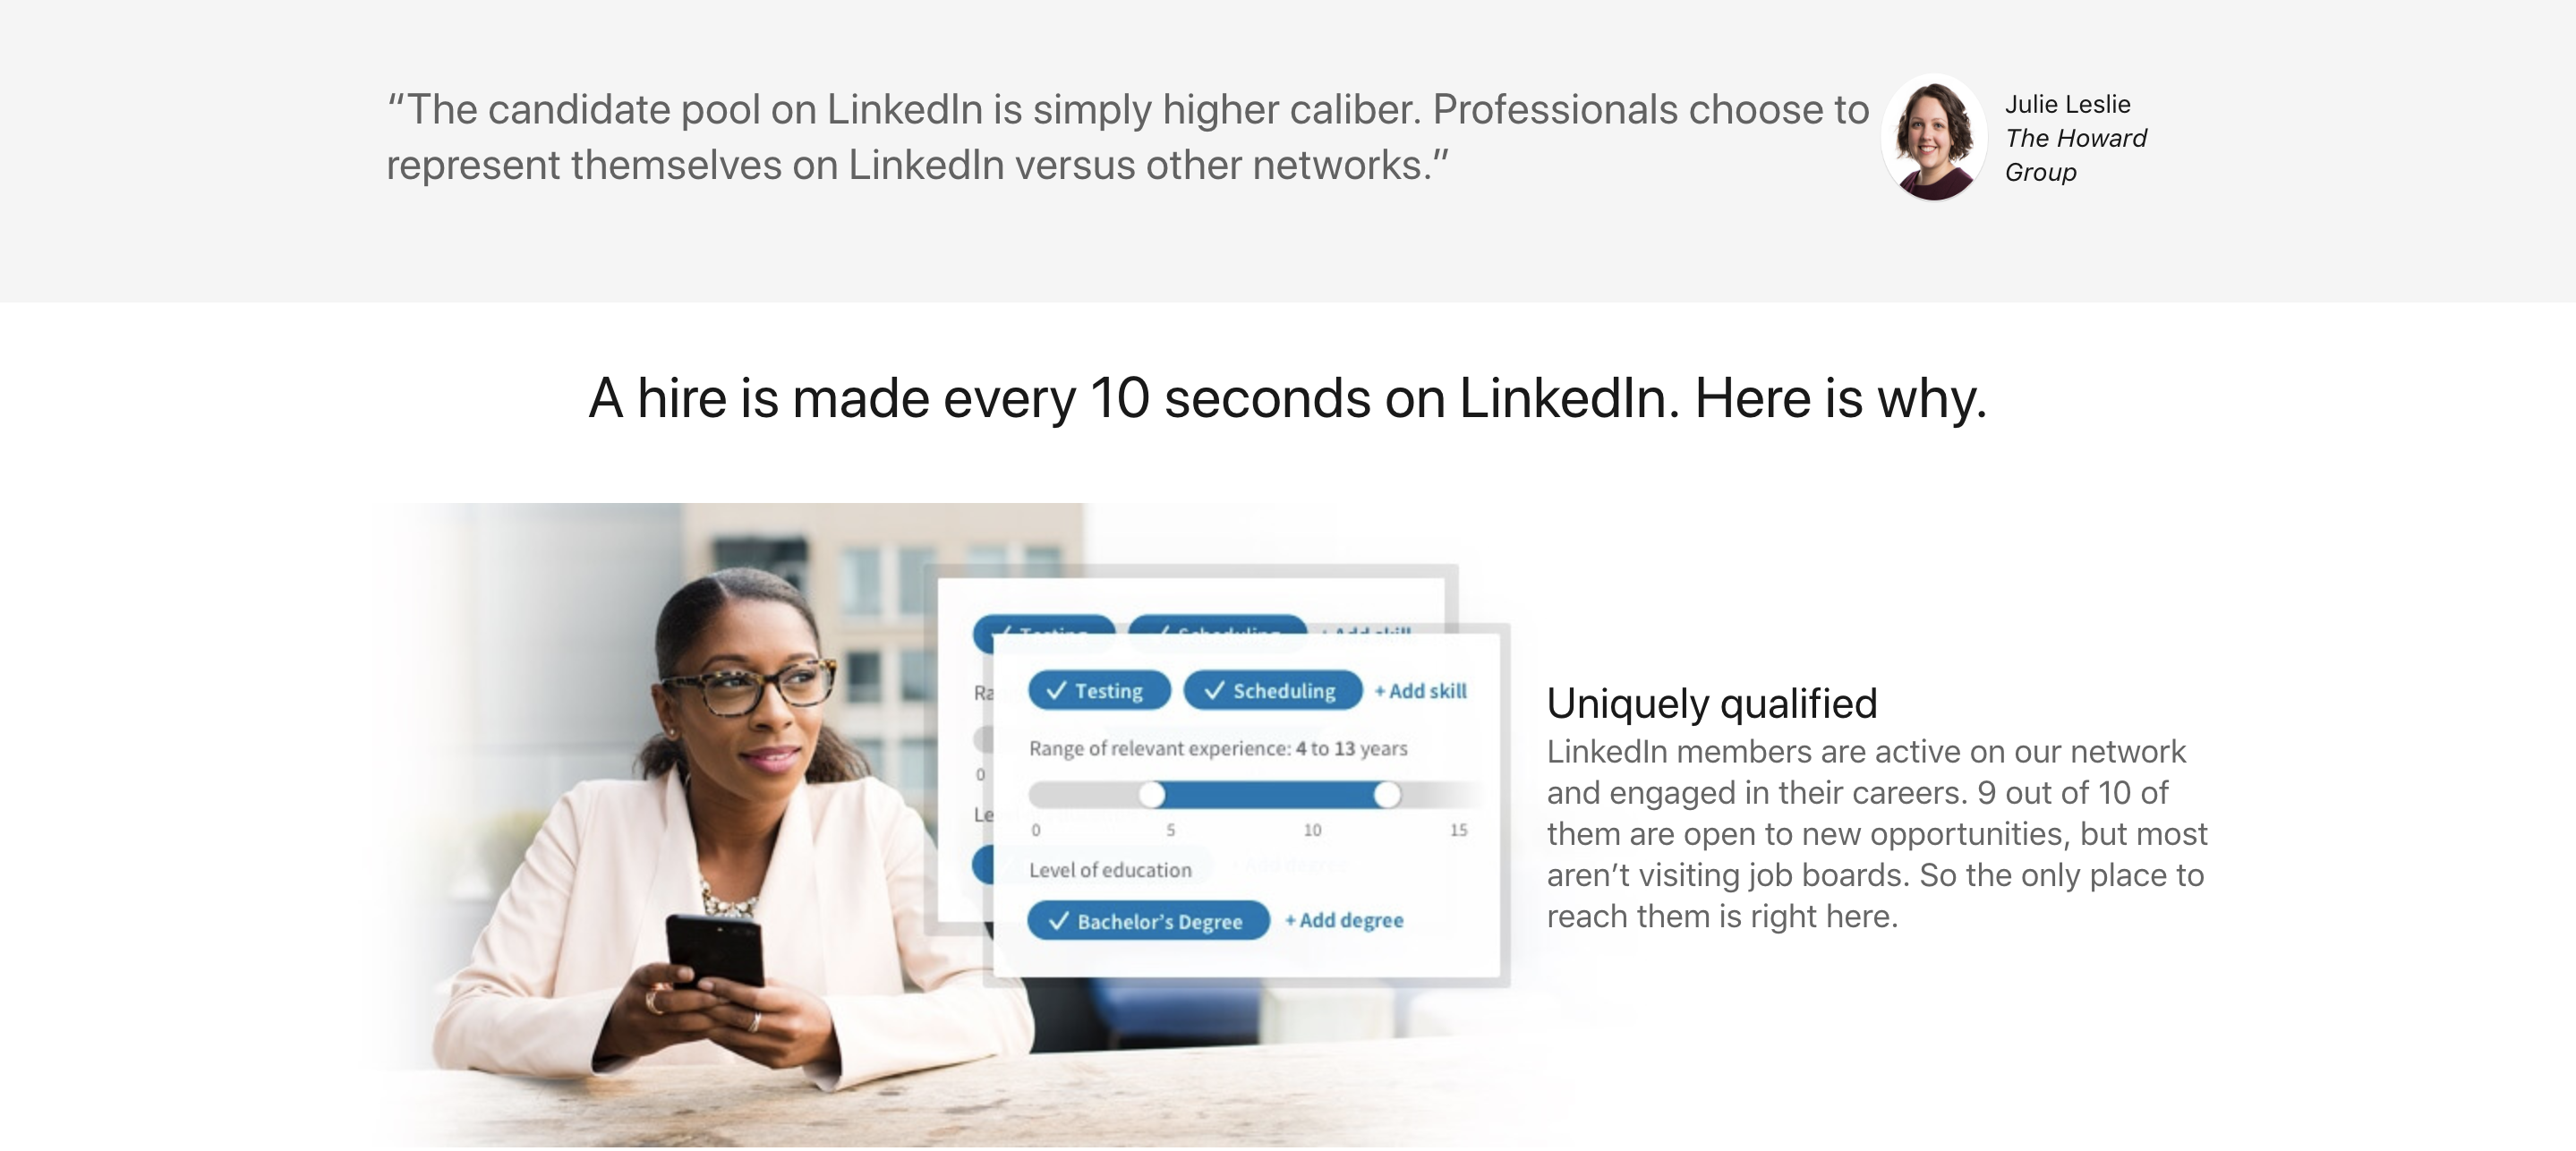 “The candidate pool on LinkedIn is simply higher caliber. Professionals choose to
represent themselves on LinkedIn versus other networks.”
Julie Leslie
The Howard
Group
A hire is made every 10 seconds on LinkedIn. Here is why.
✓ Testing ✓ Scheduling + Add skill
Ra
0
Le
✓ Testing ✓ Scheduling + Add skill
Range of relevant experience: 4 to 13 years
0 5 10 15
Level of education
✓ Bachelor’s Degree + Add degree
Uniquely qualified
LinkedIn members are active on our network
and engaged in their careers. 9 out of 10 of
them are open to new opportunities, but most
aren’t visiting job boards. So the only place to
reach them is right here.